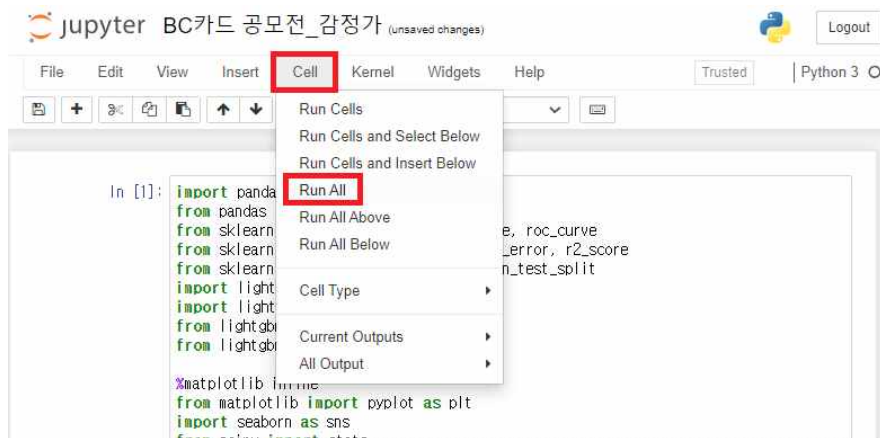 jupyter BC카드 공모전_감정가 (unsaved changes)
Logout
File Edit View Insert Cell Kernel Widgets Help
Trusted
Python 3
Run Cells
Run Cells and Select Below
Run Cells and Insert Below
Run All
Run All Above
Run All Below
Cell Type
Current Outputs
All Output
In [1]:
import panda
from pandas
from sklearn e, roc_curve
from sklearn _error, r2_score
from sklearn n_test_split
import light
import light
from lightgb
from lightgb
%matplotlib inline
from matplotlib import pyplot as plt
import seaborn as sns